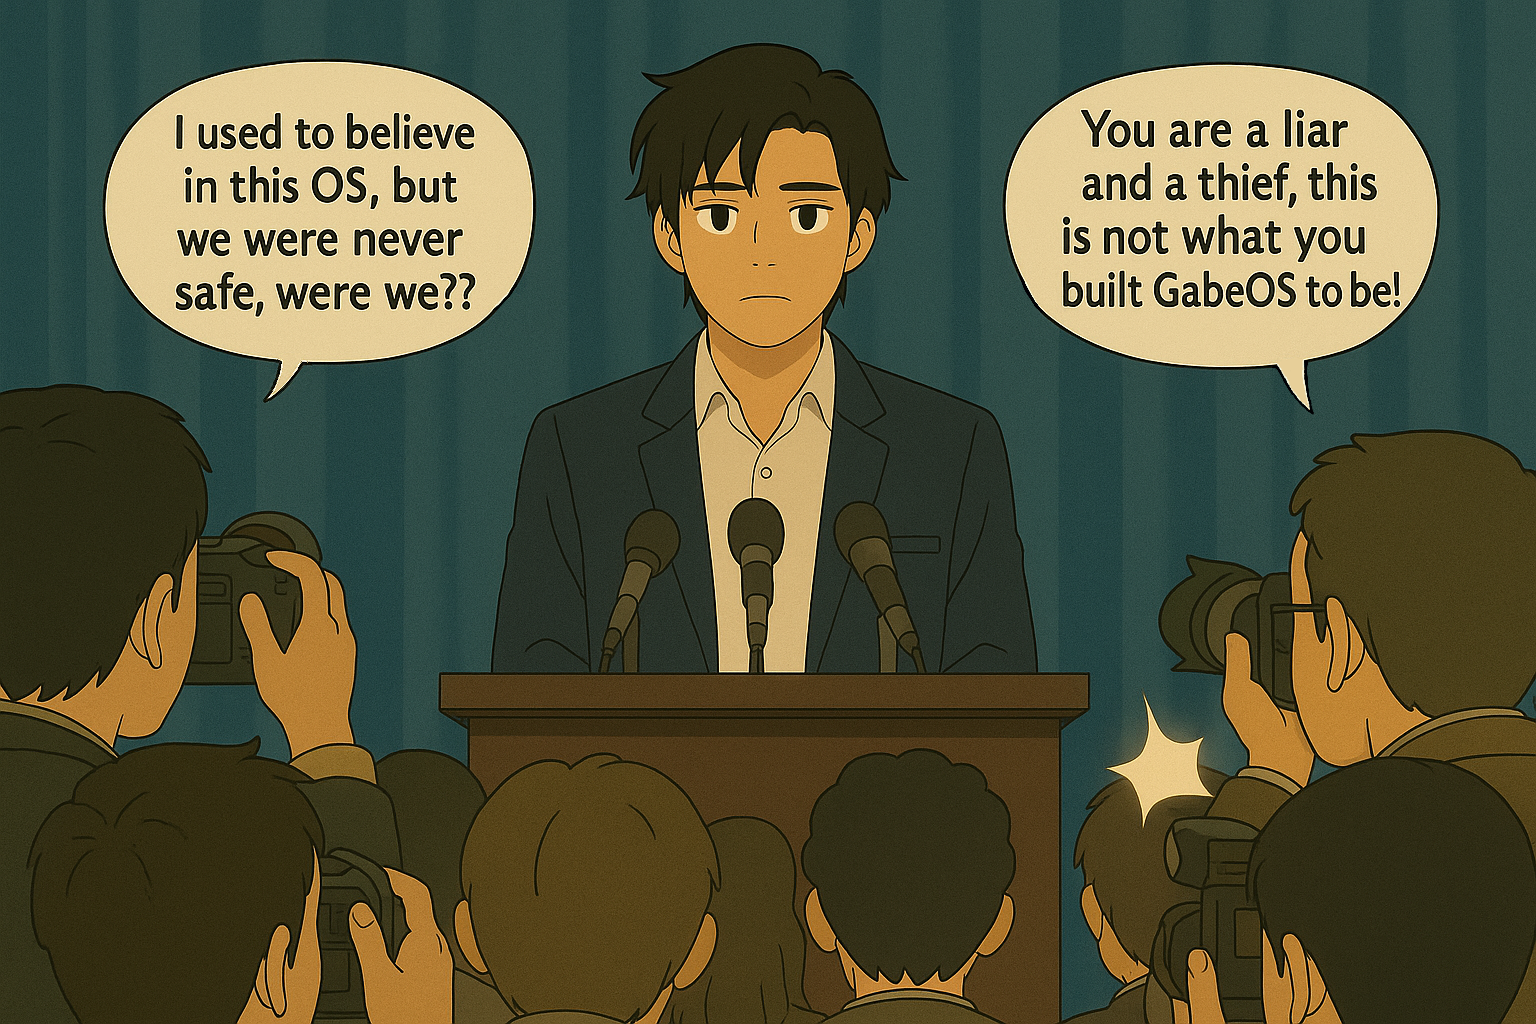 I used to believe
in this OS, but
we were never
safe, were we??
You are a liar
and a thief, this
is not what you
built GabeOS to be!